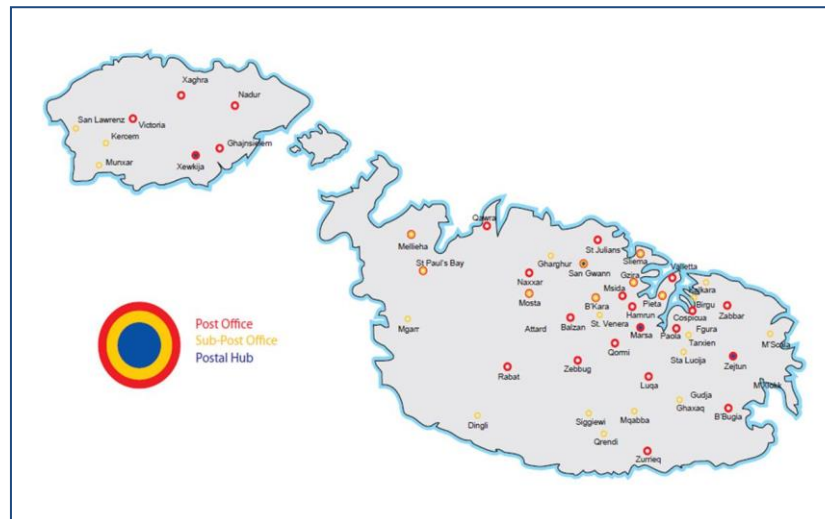 Xaghra
Nadur
San Lawrenz
Victoria
Kercem
Ghajnsielem
Munxar
Xewkija
Qawra
Mellieha
St Julians
Gharghur
Sliema
St Paul's Bay
San Gwann
Valletta
Gzira
Naxxar
Kalkara
Msida
Mosta
B'Kara
Pieta
Birgu
Hamrun
Cospicua
Zabbar
Mgarr
Attard
Balzan
St. Venera
Marsa
Paola
Fgura
Tarxien
M'Scala
Qormi
Post Office
Sub-Post Office
Postal Hub
Rabat
Zebbug
Sta Lucija
Zejtun
Luqa
M'Xlokk
Gudja
Ghaxaq
B'Bugia
Dingli
Siggiewi
Mqabba
Qrendi
Zurrieq